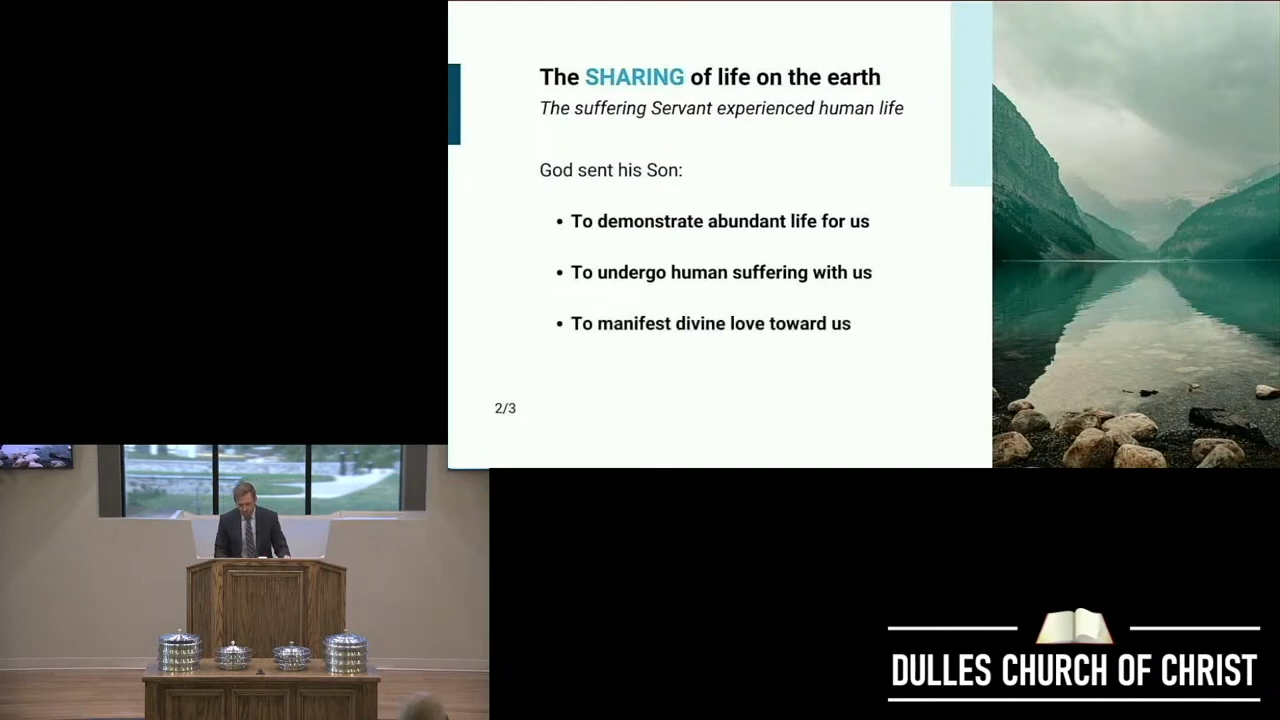 The SHARING of life on the earth
The suffering Servant experienced human life
God sent his Son:
• To demonstrate abundant life for us
• To undergo human suffering with us
• To manifest divine love toward us
2/3
DULLES CHURCH OF CHRIST